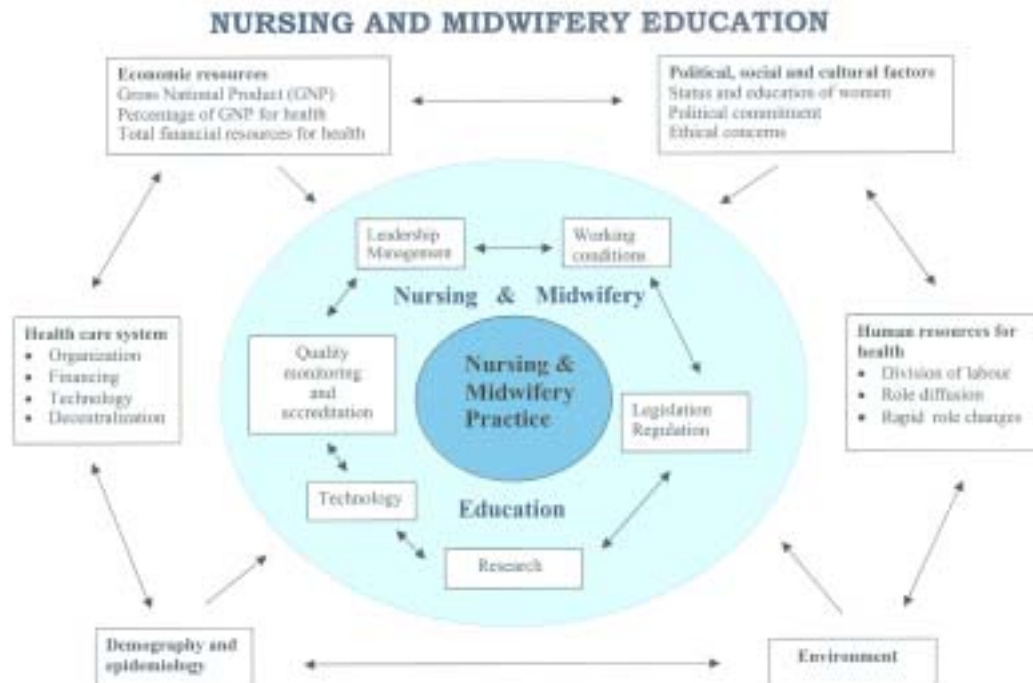 NURSING AND MIDWIFERY EDUCATION
Economic resources
Gross National Product (GNP)
Percentage of GNP for health
Total financial resources for health
Political, social and cultural factors
Status and education of women
Political commitment
Ethical concerns
Leadership
Management
Working
conditions
Nursing & Midwifery
Health care system
• Organization
• Financing
• Technology
• Decentralization
Quality
monitoring
and
accreditation
Nursing &
Midwifery
Practice
Legislation
Regulation
Human resources for
health
• Division of labour
• Role diffusion
• Rapid role changes
Technology
Education
Research
Demography and
epidemiology
Environment